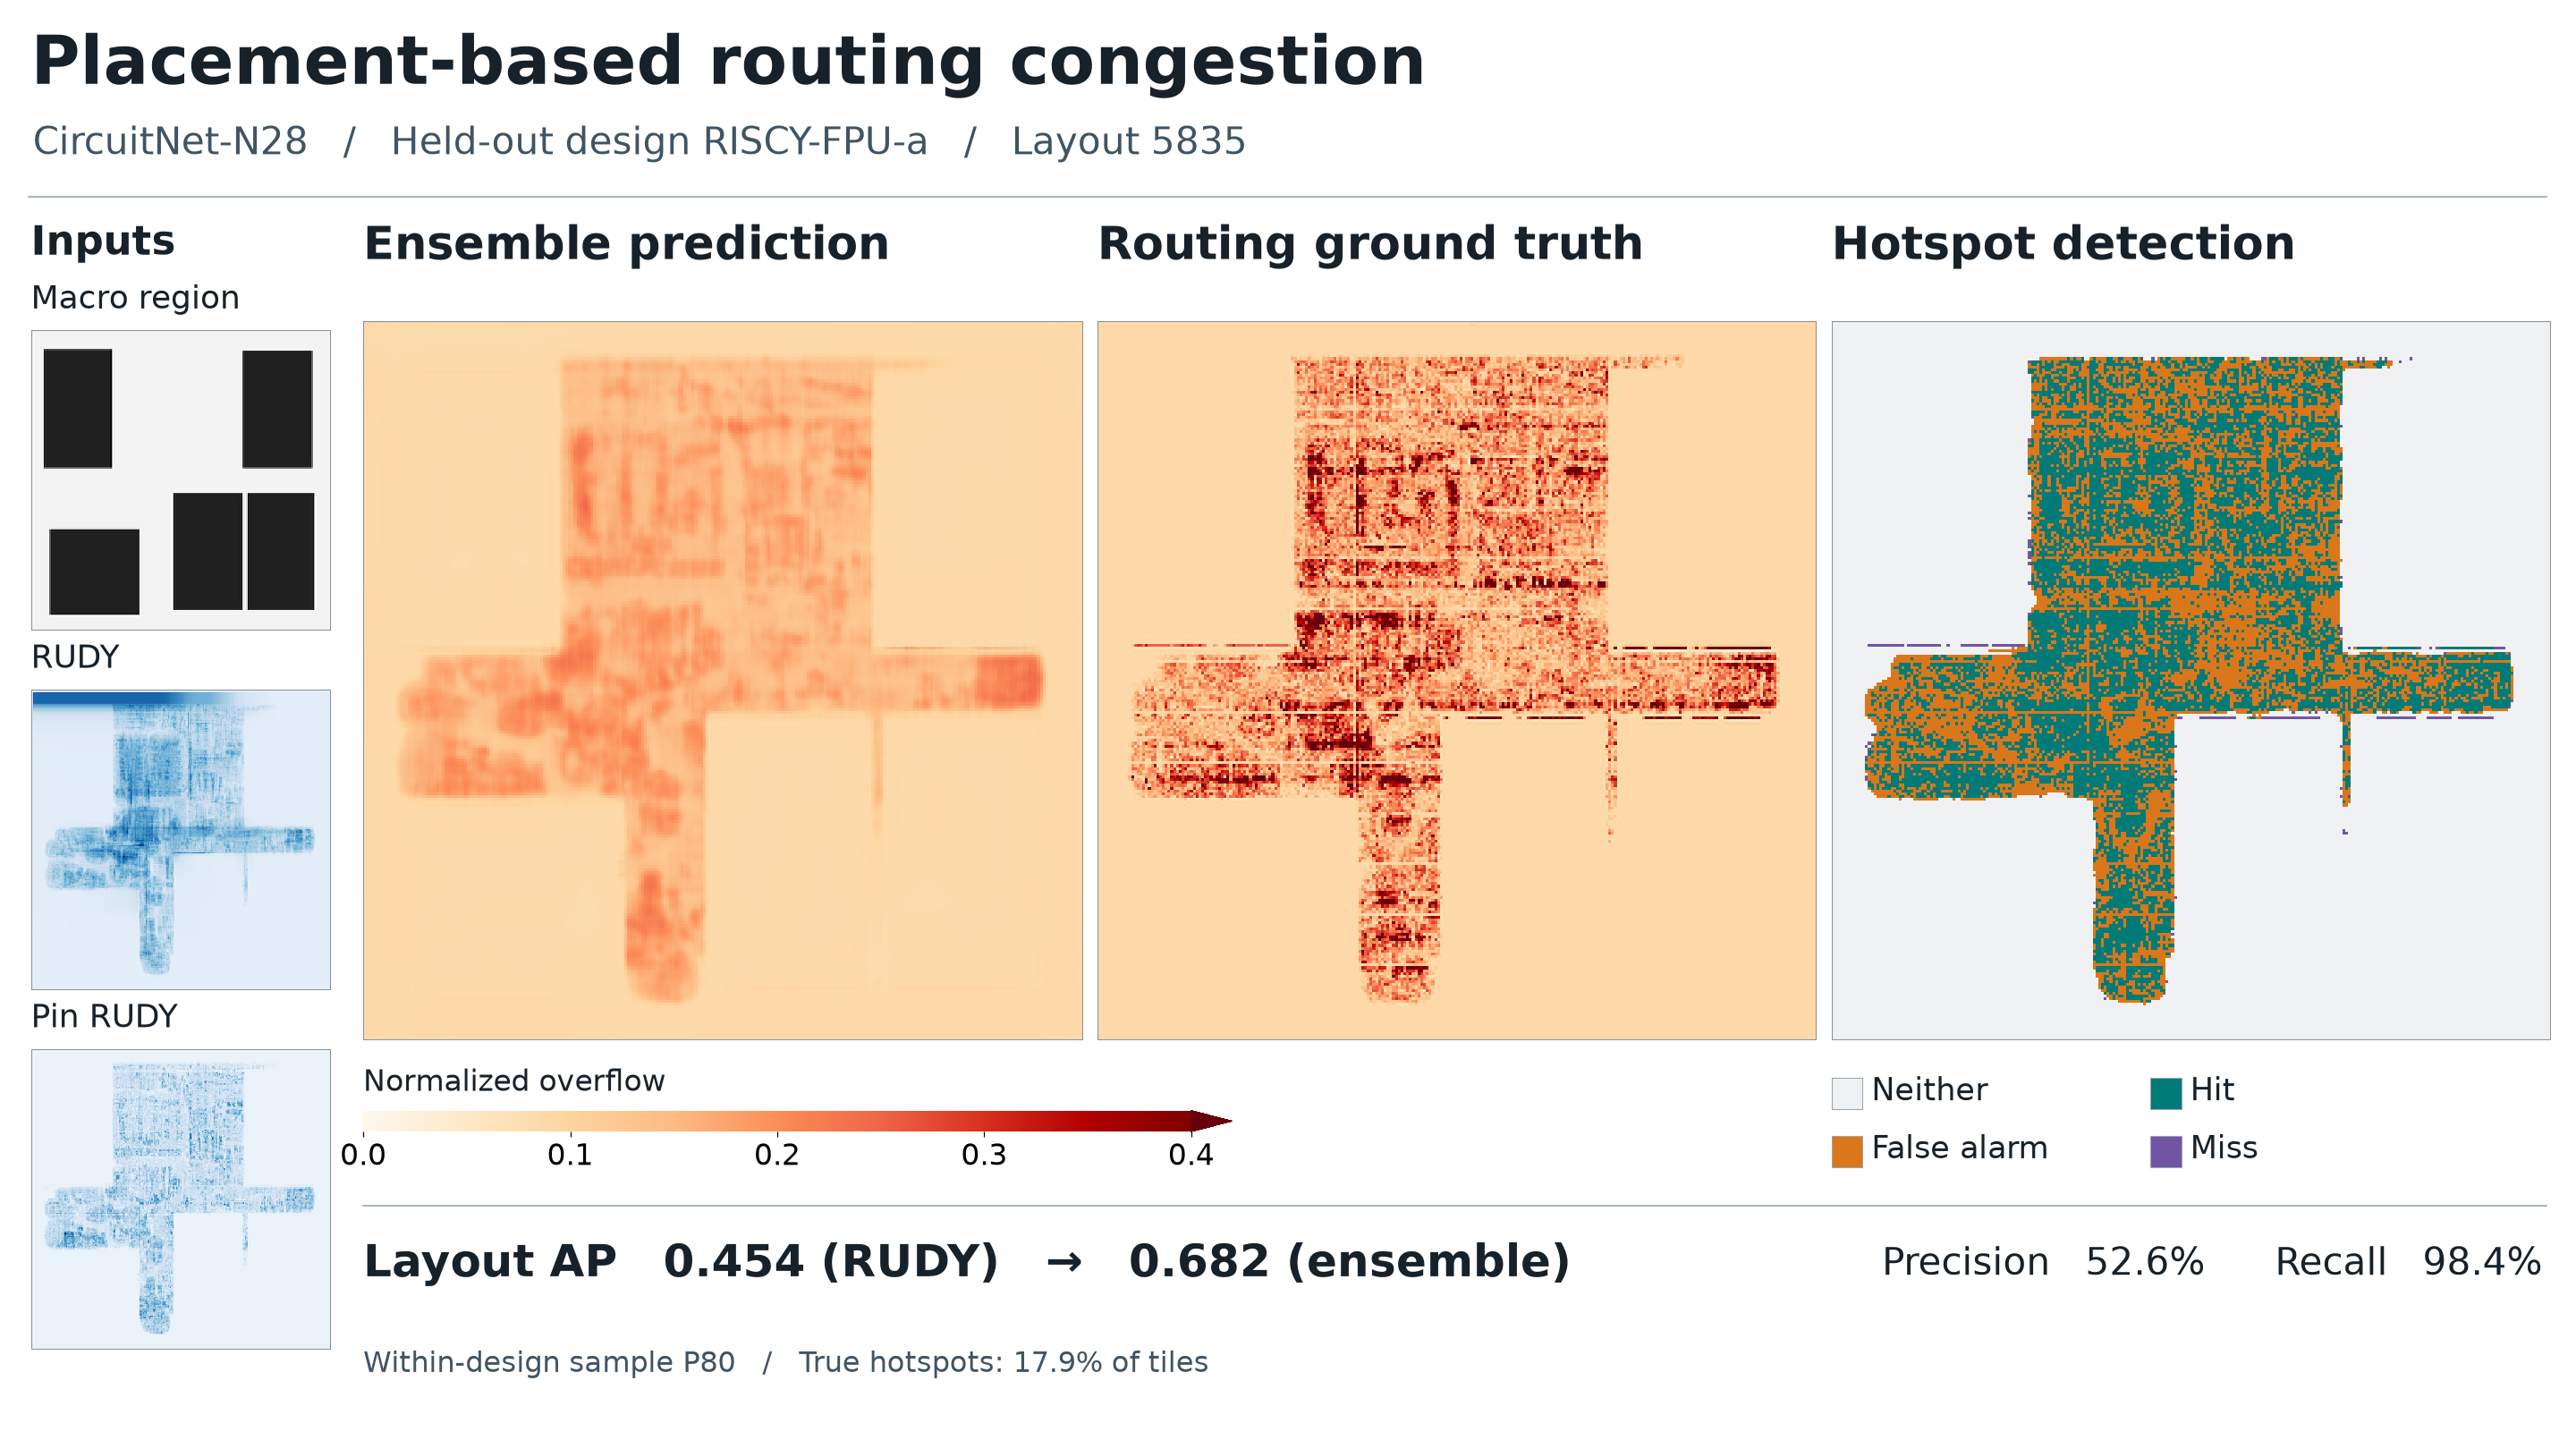 Placement-based routing congestion
CircuitNet-N28 / Held-out design RISCY-FPU-a / Layout 5835
Inputs
Macro region
RUDY
Pin RUDY
Ensemble prediction
Routing ground truth
Hotspot detection
Normalized overflow
0.0 0.1 0.2 0.3 0.4
Neither
Hit
False alarm
Miss
Layout AP 0.454 (RUDY) → 0.682 (ensemble)
Precision 52.6% Recall 98.4%
Within-design sample P80 / True hotspots: 17.9% of tiles